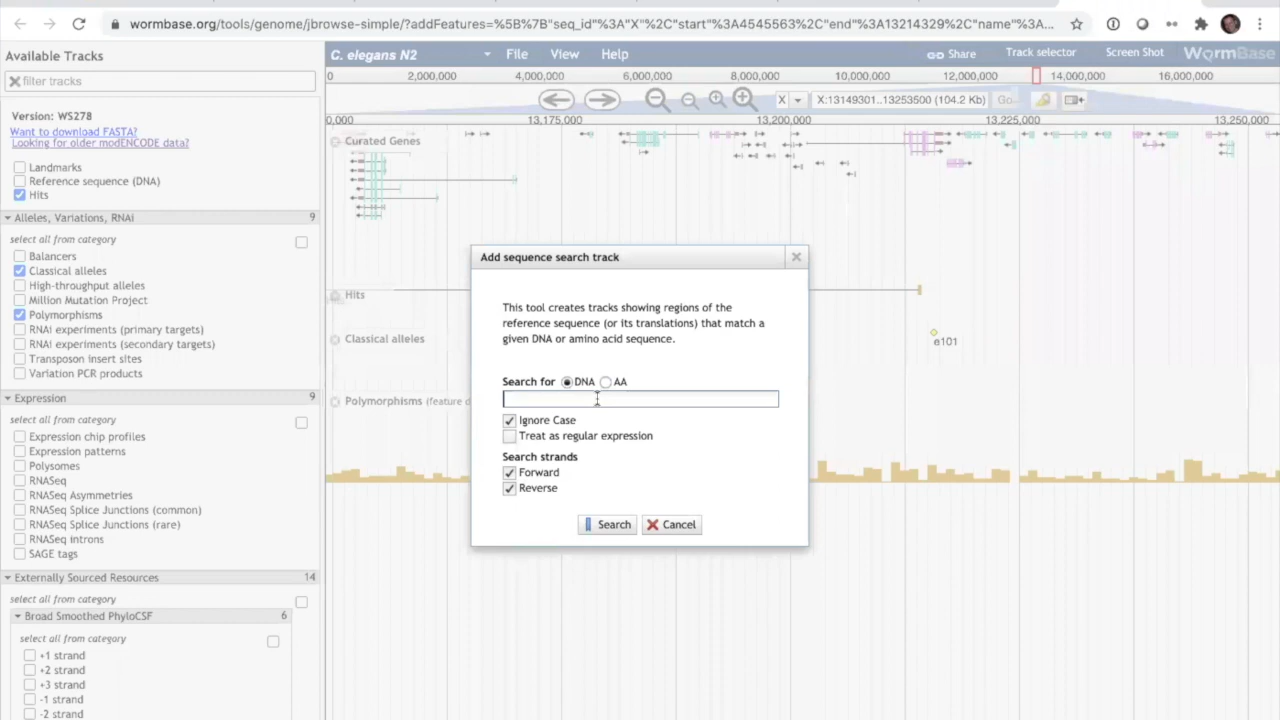 wormbase.org/tools/genome/jbrowse-simple/?addFeatures=%5B%7B"seq_id"%3A"X"%2C"start"%3A4545563%2C"end"%3A13214329%2C"name"%3A...
Available Tracks
filter tracks
Version: WS278
Want to download FASTA?
Looking for older modENCODE data?
Landmarks
Reference sequence (DNA)
Hits
Alleles, Variations, RNAi 9
select all from category
Balancers
Classical alleles
High-throughput alleles
Million Mutation Project
Polymorphisms
RNAi experiments (primary targets)
RNAi experiments (secondary targets)
Transposon insert sites
Variation PCR products
Expression 9
select all from category
Expression chip profiles
Expression patterns
Polysomes
RNASeq
RNASeq Asymmetries
RNASeq Splice Junctions (common)
RNASeq Splice Junctions (rare)
RNASeq introns
SAGE tags
Externally Sourced Resources 14
select all from category
Broad Smoothed PhyloCSF 6
select all from category
+1 strand
+2 strand
+3 strand
-1 strand
-2 strand
C. elegans N2 File View Help Share Track selector Screen Shot WormBase
0 2,000,000 4,000,000 6,000,000 8,000,000 10,000,000 12,000,000 14,000,000 16,000,000
X X:13149301..13253500 (104.2 Kb) Go
0,000 13,175,000 13,200,000 13,225,000 13,250,000
Curated Genes
Hits
Classical alleles
e101
Polymorphisms (feature d
Add sequence search track
This tool creates tracks showing regions of the
reference sequence (or its translations) that match a
given DNA or amino acid sequence.
Search for DNA AA
Ignore Case
Treat as regular expression
Search strands
Forward
Reverse
Search Cancel